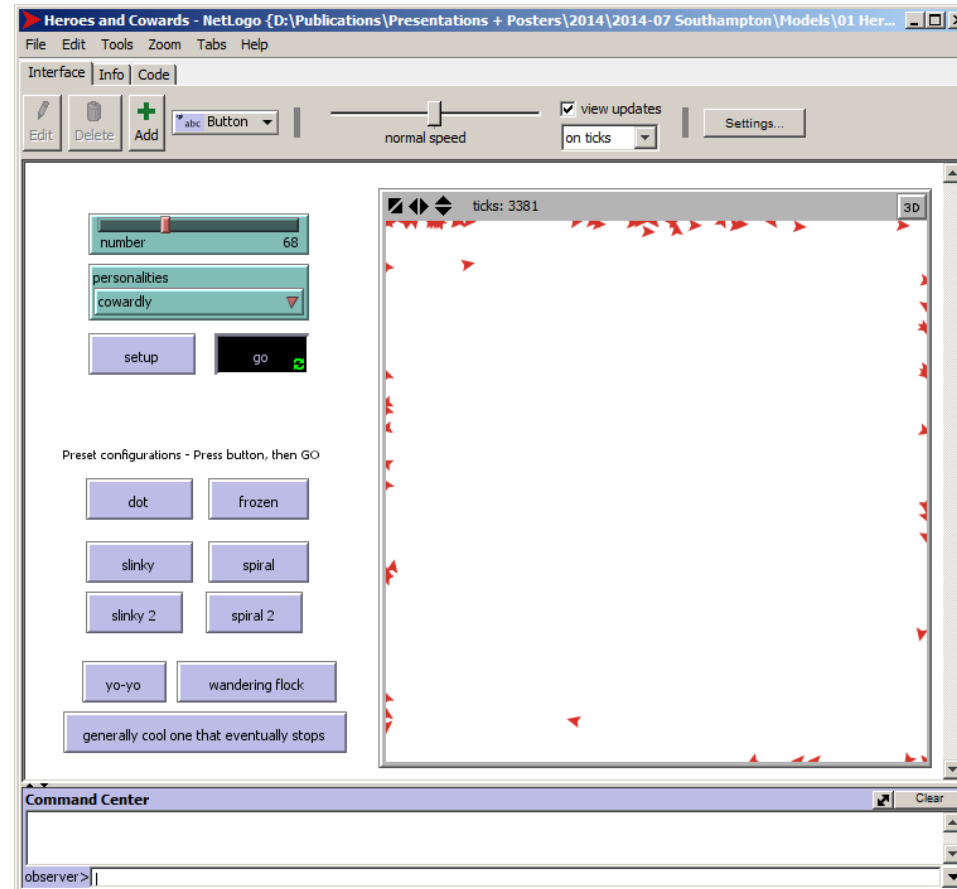 Heroes and Cowards - NetLogo {D:\Publications\Presentations + Posters\2014\2014-07 Southampton\Models\01 Her...
File Edit Tools Zoom Tabs Help
Interface Info Code
Edit Delete Add abc Button normal speed view updates on ticks Settings...
ticks: 3381 3D
number 68
personalities
cowardly
setup go
Preset configurations - Press button, then GO
dot frozen
slinky spiral
slinky 2 spiral 2
yo-yo wandering flock
generally cool one that eventually stops
Command Center Clear
observer>